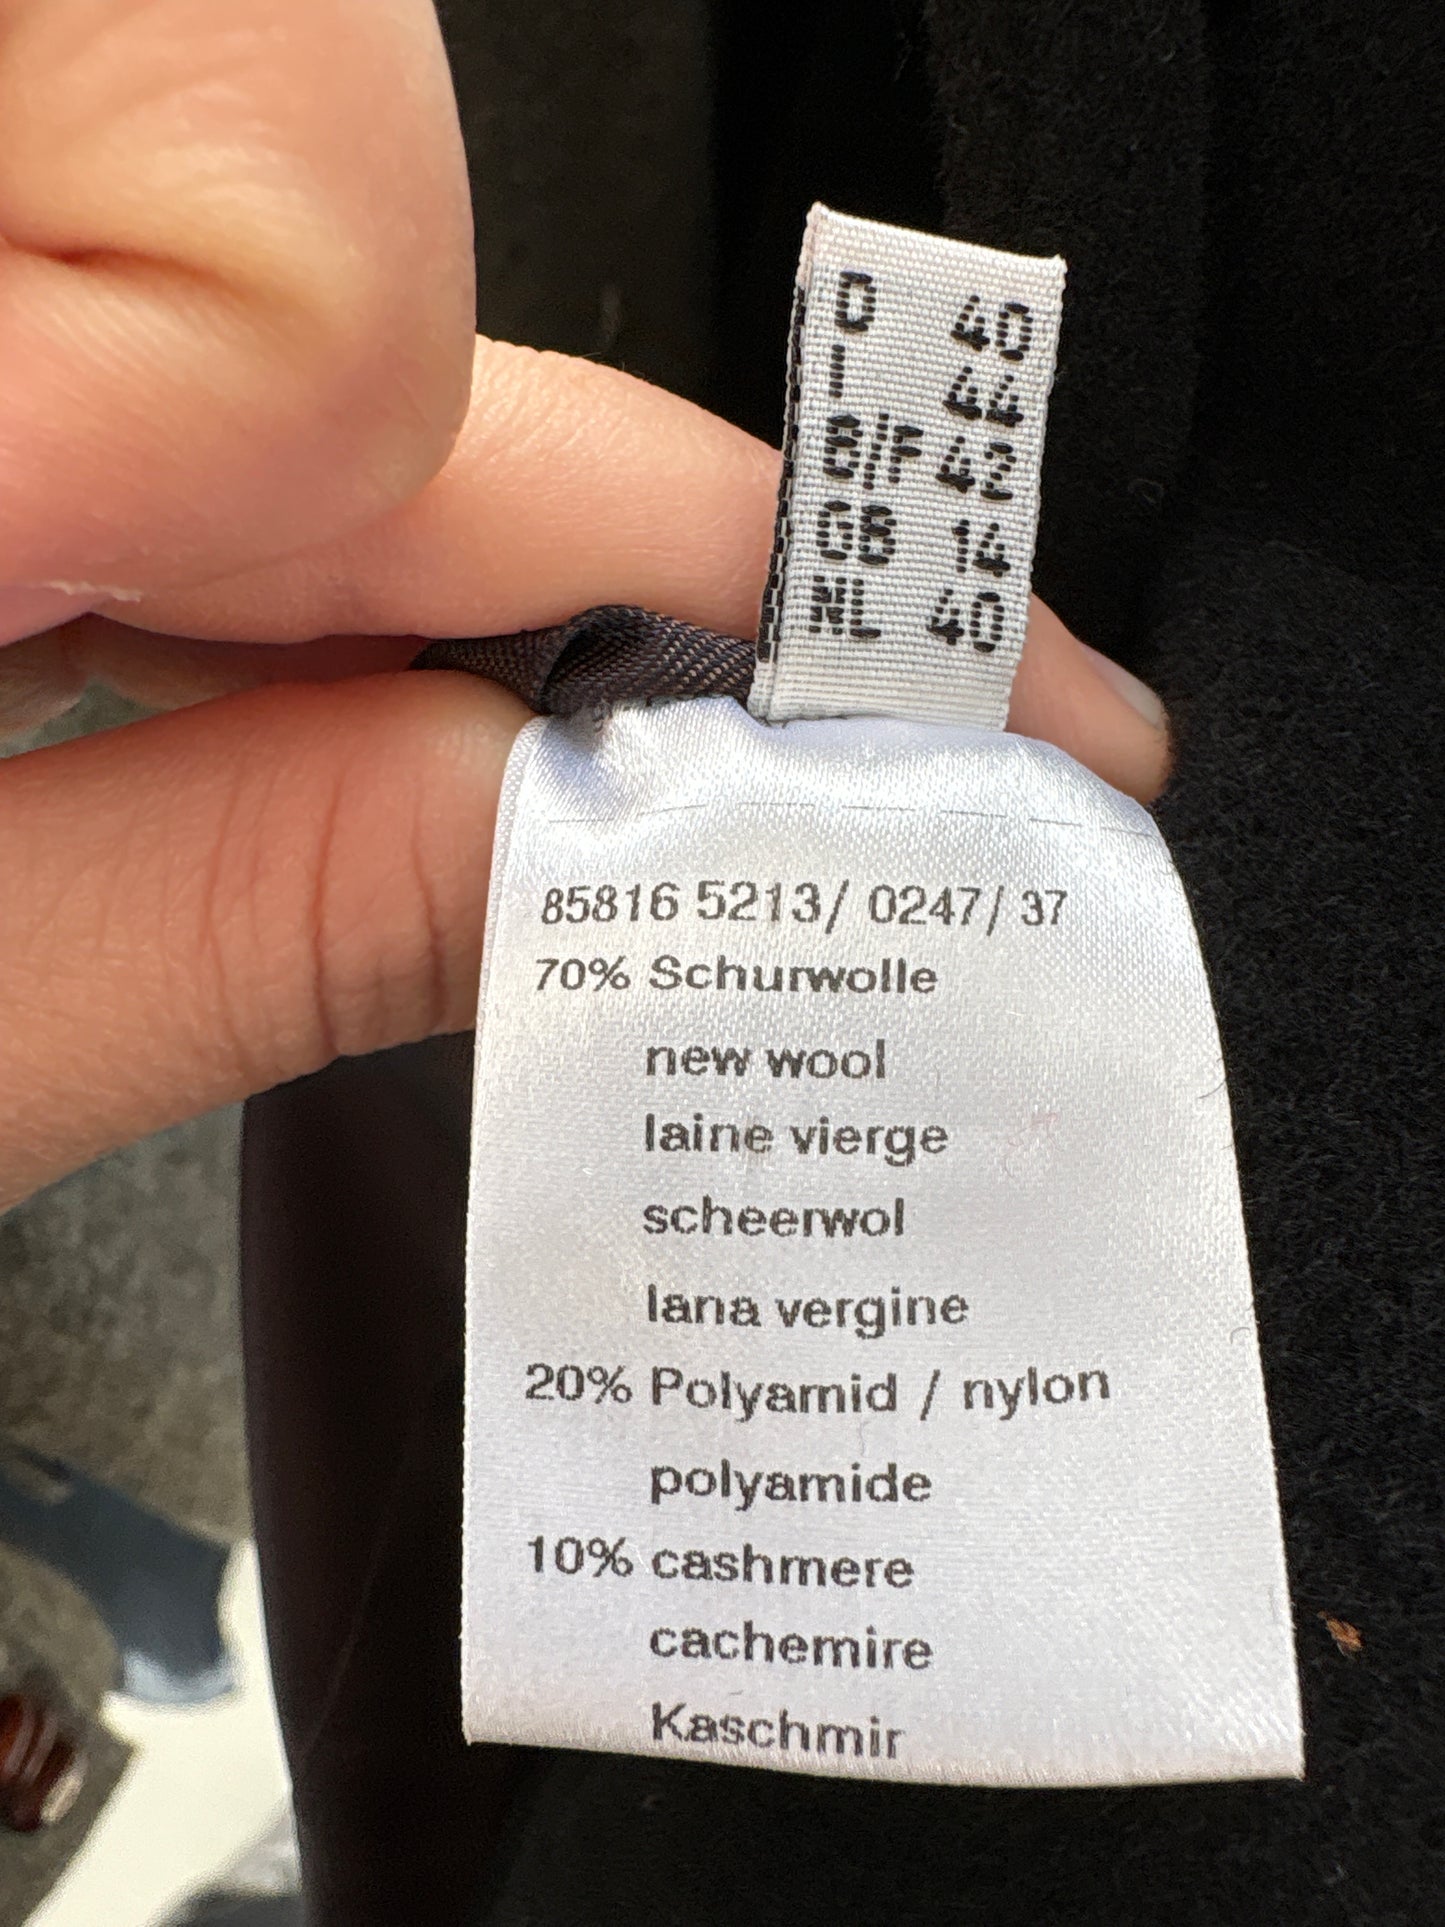 D 40
I 44
B/F 42
GB 14
NL 40
85816 5213/ 0247/ 37
70% Schurwolle
new wool
laine vierge
scheerwol
lana vergine
20% Polyamid / nylon
polyamide
10% cashmere
cachemire
Kaschmir